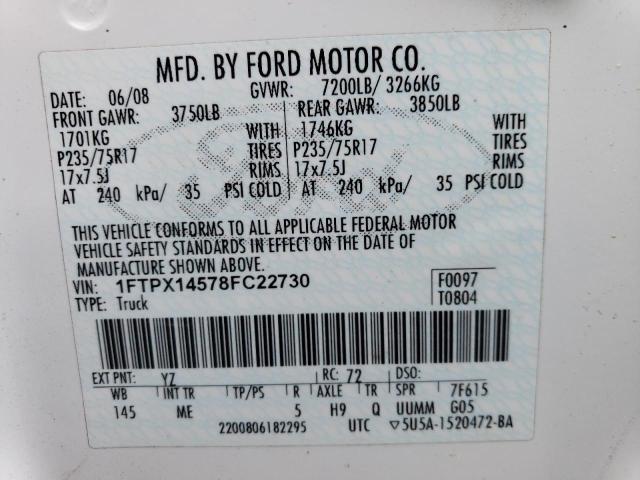 MFD. BY FORD MOTOR CO.
DATE: 06/08 GVWR: 7200LB/ 3266KG
FRONT GAWR: 3750LB REAR GAWR: 3850LB
1701KG WITH 1746KG WITH
P235/75R17 TIRES P235/75R17 TIRES
17x7.5J RIMS 17x7.5J RIMS
AT 240 kPa/ 35 PSI COLD AT 240 kPa/ 35 PSI COLD
THIS VEHICLE CONFORMS TO ALL APPLICABLE FEDERAL MOTOR
VEHICLE SAFETY STANDARDS IN EFFECT ON THE DATE OF
MANUFACTURE SHOWN ABOVE.
VIN: 1FTPX14578FC22730 F0097
TYPE: Truck T0804
EXT PNT: YZ RC: 72 DSO:
WB INT TR TP/PS R AXLE TR SPR 7F615
145 ME 5 H9 Q UUMM G05
2200806182295 UTC ▽5U5A-1520472-BA
Ford